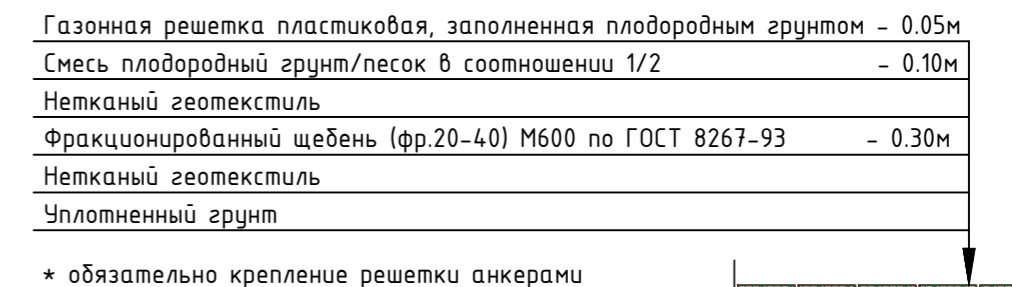 Газонная решетка пластиковая, заполненная плодородным грунтом - 0.05м
Смесь плодородный грунт/песок в соотношении 1/2 - 0.10м
Нетканый геотекстиль
Фракционированный щебень (фр.20-40) М600 по ГОСТ 8267-93 - 0.30м
Нетканый геотекстиль
Уплотненный грунт
* обязательно крепление решетки анкерами